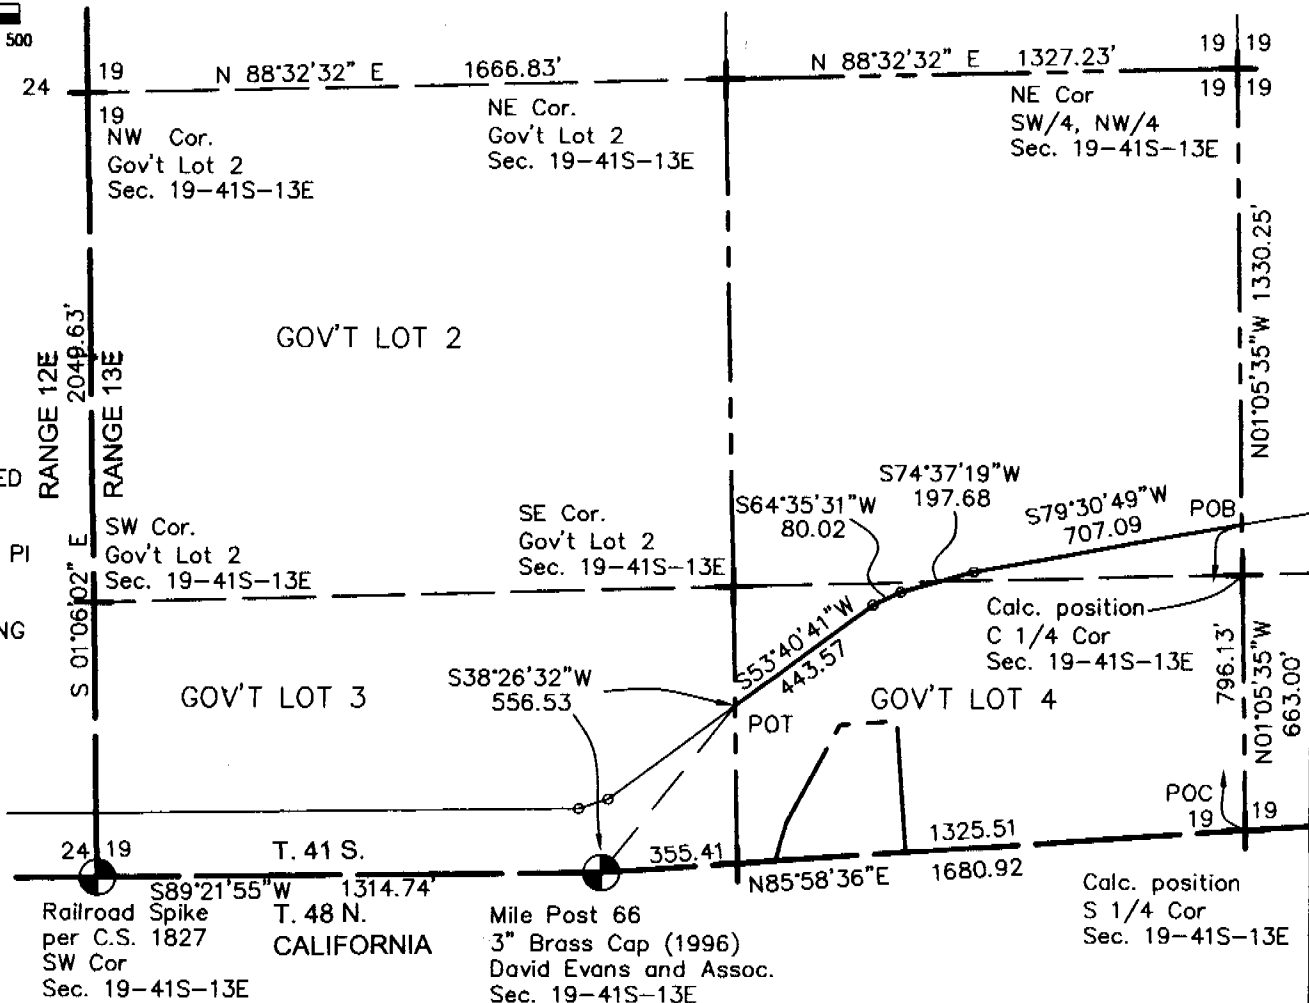 500
24
19
19
N 88°32'32" E 1666.83'
N 88°32'32" E 1327.23'
19 19
19 19
NW Cor.
Gov't Lot 2
Sec. 19-41S-13E
NE Cor.
Gov't Lot 2
Sec. 19-41S-13E
NE Cor
SW/4, NW/4
Sec. 19-41S-13E
GOV'T LOT 2
RANGE 12E
RANGE 13E
S 01°06'02" E 2049.63'
N01°05'35"W 1330.25'
ED
PI
NG
SW Cor.
Gov't Lot 2
Sec. 19-41S-13E
SE Cor.
Gov't Lot 2
Sec. 19-41S-13E
S64°35'31"W
80.02
S74°37'19"W
197.68
S79°30'49"W
707.09
POB
Calc. position
C 1/4 Cor
Sec. 19-41S-13E
796.13'
N01°05'35"W
663.00'
S53°40'41"W
443.57
S38°26'32"W
556.53
GOV'T LOT 3
GOV'T LOT 4
POT
POC
19 19
24 19
T. 41 S.
355.41
1325.51
S89°21'55"W 1314.74'
N85°58'36"E 1680.92
T. 48 N.
CALIFORNIA
Railroad Spike
per C.S. 1827
SW Cor
Sec. 19-41S-13E
Mile Post 66
3" Brass Cap (1996)
David Evans and Assoc.
Sec. 19-41S-13E
Calc. position
S 1/4 Cor
Sec. 19-41S-13E